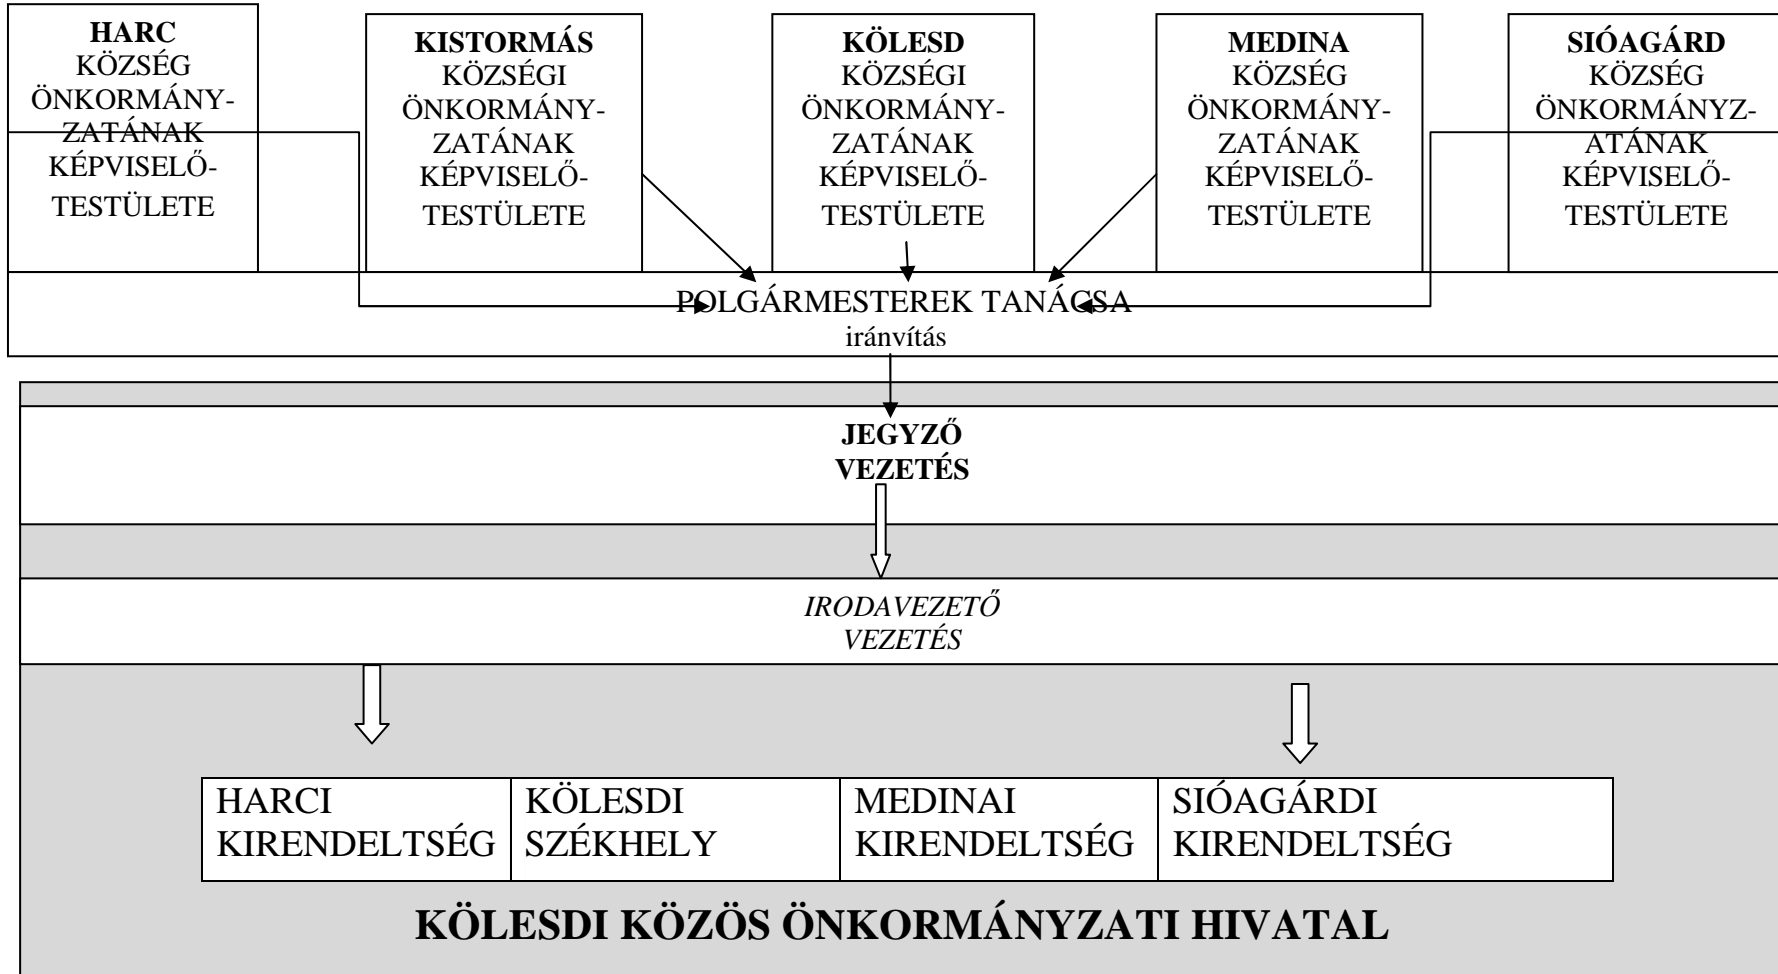 HARC
KÖZSÉG
ÖNKORMÁNY-
ZATÁNAK
KÉPVISELŐ-
TESTÜLETE
KISTORMÁS
KÖZSÉGI
ÖNKORMÁNY-
ZATÁNAK
KÉPVISELŐ-
TESTÜLETE
KÖLESD
KÖZSÉGI
ÖNKORMÁNY-
ZATÁNAK
KÉPVISELŐ-
TESTÜLETE
MEDINA
KÖZSÉG
ÖNKORMÁNY-
ZATÁNAK
KÉPVISELŐ-
TESTÜLETE
SIÓAGÁRD
KÖZSÉG
ÖNKORMÁNYZ-
ATÁNAK
KÉPVISELŐ-
TESTÜLETE
POLGÁRMESTEREK TANÁCSA
iránvítás
JEGYZŐ
VEZETÉS
IRODAVEZETŐ
VEZETÉS
HARCI
KIRENDELTSÉG
KÖLESDI
SZÉKHELY
MEDINAI
KIRENDELTSÉG
SIÓAGÁRDI
KIRENDELTSÉG
KÖLESDI KÖZÖS ÖNKORMÁNYZATI HIVATAL